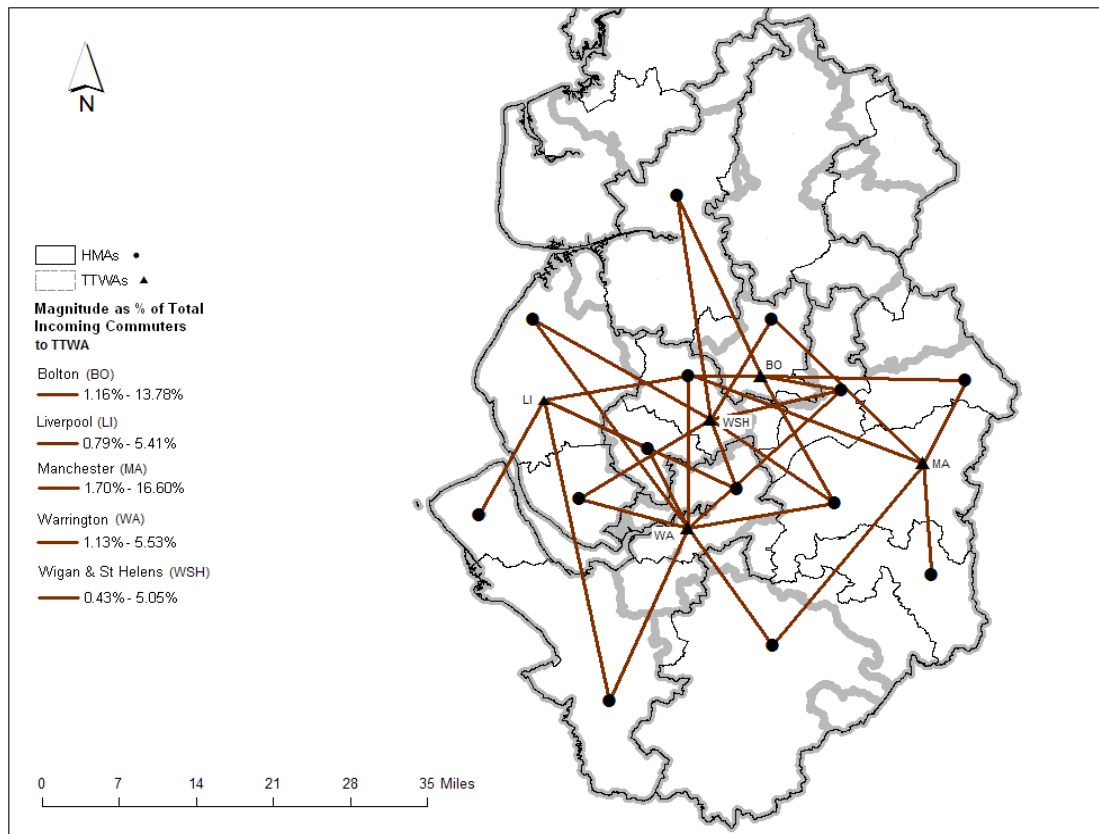 N
HMAs
TTWAs
Magnitude as % of Total
Incoming Commuters
to TTWA
Bolton (BO)
1.16% - 13.78%
Liverpool (LI)
0.79% - 5.41%
Manchester (MA)
1.70% - 16.60%
Warrington (WA)
1.13% - 5.53%
Wigan & St Helens (WSH)
0.43% - 5.05%
BO
LI
WSH
MA
WA
0 7 14 21 28 35 Miles